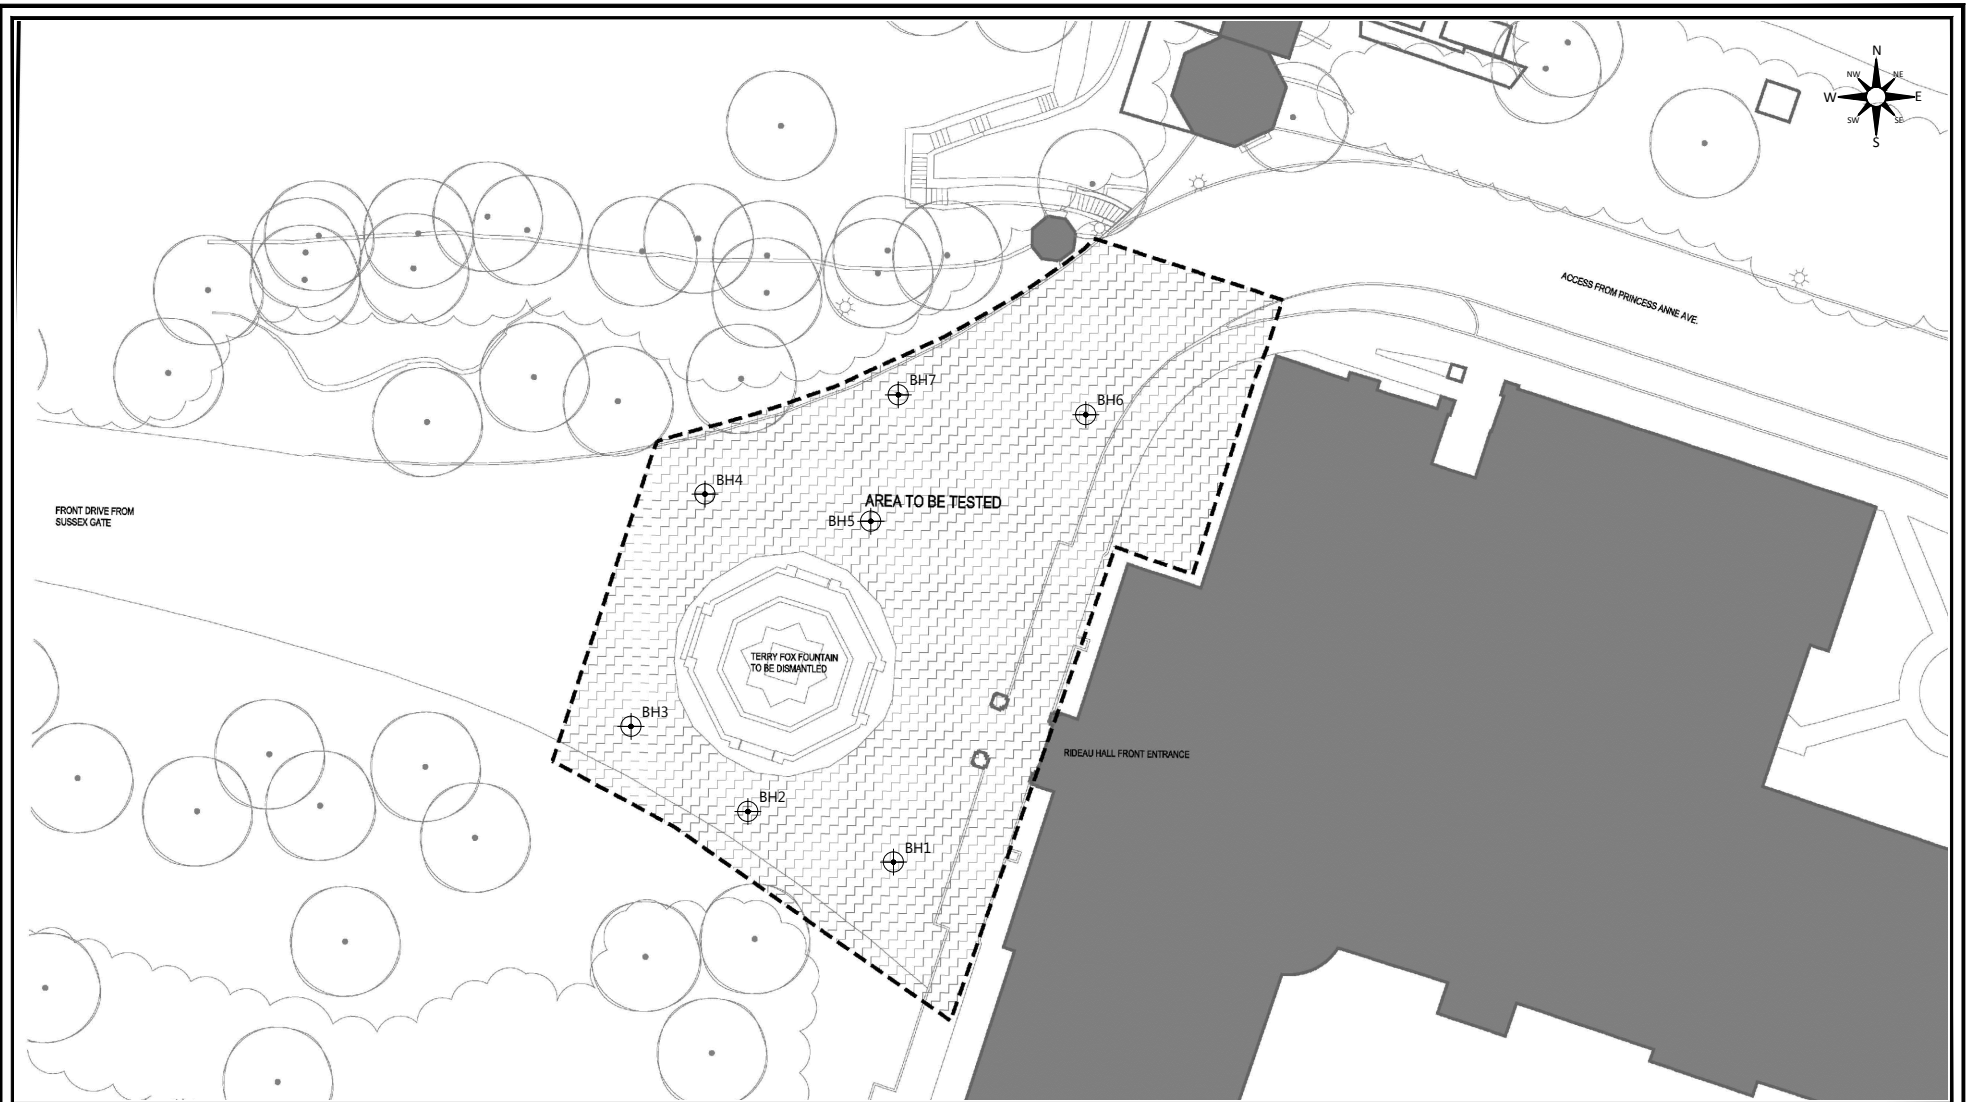 N
NW NE
W E
SW SE
S
ACCESS FROM PRINCESS ANNE AVE.
BH7
BH6
BH4
AREA TO BE TESTED
BH5
FRONT DRIVE FROM
SUSSEX GATE
TERRY FOX FOUNTAIN
TO BE DISMANTLED
BH3
RIDEAU HALL FRONT ENTRANCE
BH2
BH1